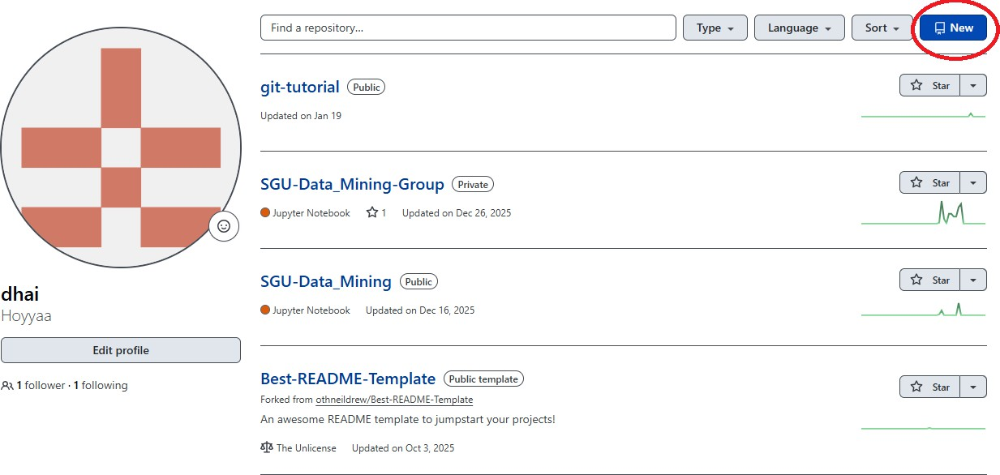 Find a repository...
Type
Language
Sort
New
git-tutorial Public
Star
Updated on Jan 19
SGU-Data_Mining-Group Private
Star
Jupyter Notebook 1 Updated on Dec 26, 2025
SGU-Data_Mining Public
Star
Jupyter Notebook Updated on Dec 16, 2025
Best-README-Template Public template
Star
Forked from othneildrew/Best-README-Template
An awesome README template to jumpstart your projects!
The Unlicense Updated on Oct 3, 2025
dhai
Hoyyaa
Edit profile
1 follower · 1 following